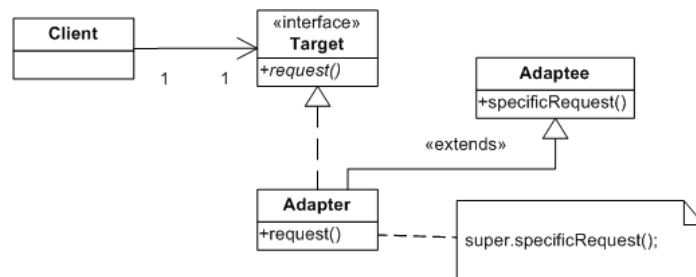 Client
«interface»
Target
+request()
1
1
Adaptee
+specificRequest()
«extends»
Adapter
+request()
super.specificRequest();